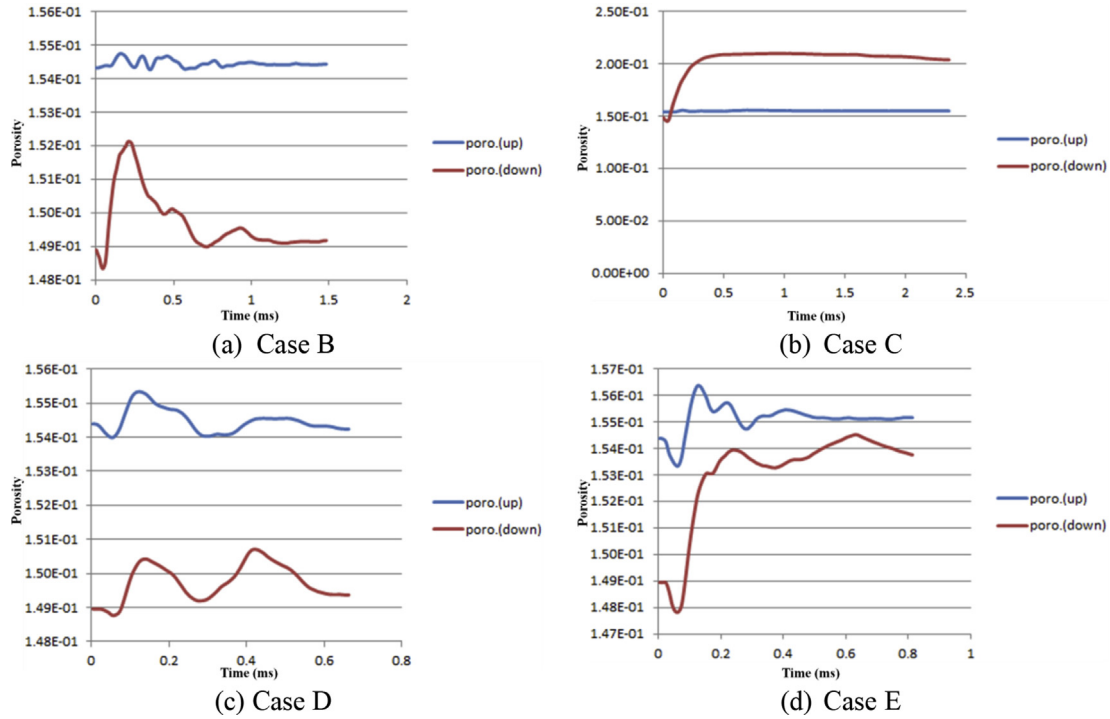 1.56E-01
1.55E-01
1.54E-01
1.53E-01
1.52E-01
1.51E-01
1.50E-01
1.49E-01
1.48E-01
Porosity
0 0.5 1 1.5 2
Time (ms)
poro.(up)
poro.(down)
(a) Case B
2.50E-01
2.00E-01
1.50E-01
1.00E-01
5.00E-02
0.00E+00
Porosity
0 0.5 1 1.5 2 2.5
Time (ms)
poro.(up)
poro.(down)
(b) Case C
1.56E-01
1.55E-01
1.54E-01
1.53E-01
1.52E-01
1.51E-01
1.50E-01
1.49E-01
1.48E-01
Porosity
0 0.2 0.4 0.6 0.8
Time (ms)
poro.(up)
poro.(down)
(c) Case D
1.57E-01
1.56E-01
1.55E-01
1.54E-01
1.53E-01
1.52E-01
1.51E-01
1.50E-01
1.49E-01
1.48E-01
1.47E-01
Porosity
0 0.2 0.4 0.6 0.8 1
Time (ms)
poro.(up)
poro.(down)
(d) Case E